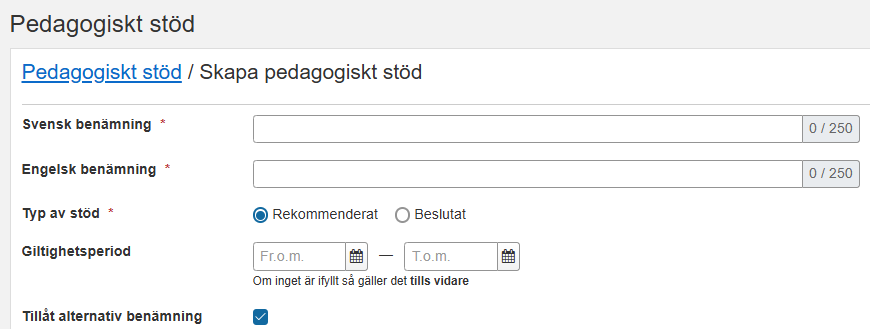 Pedagogiskt stöd
Pedagogiskt stöd / Skapa pedagogiskt stöd
Svensk benämning * 0 / 250
Engelsk benämning * 0 / 250
Typ av stöd * Rekommenderat Beslutat
Giltighetsperiod Fr.o.m. — T.o.m.
Om inget är ifyllt så gäller det tills vidare
Tillåt alternativ benämning